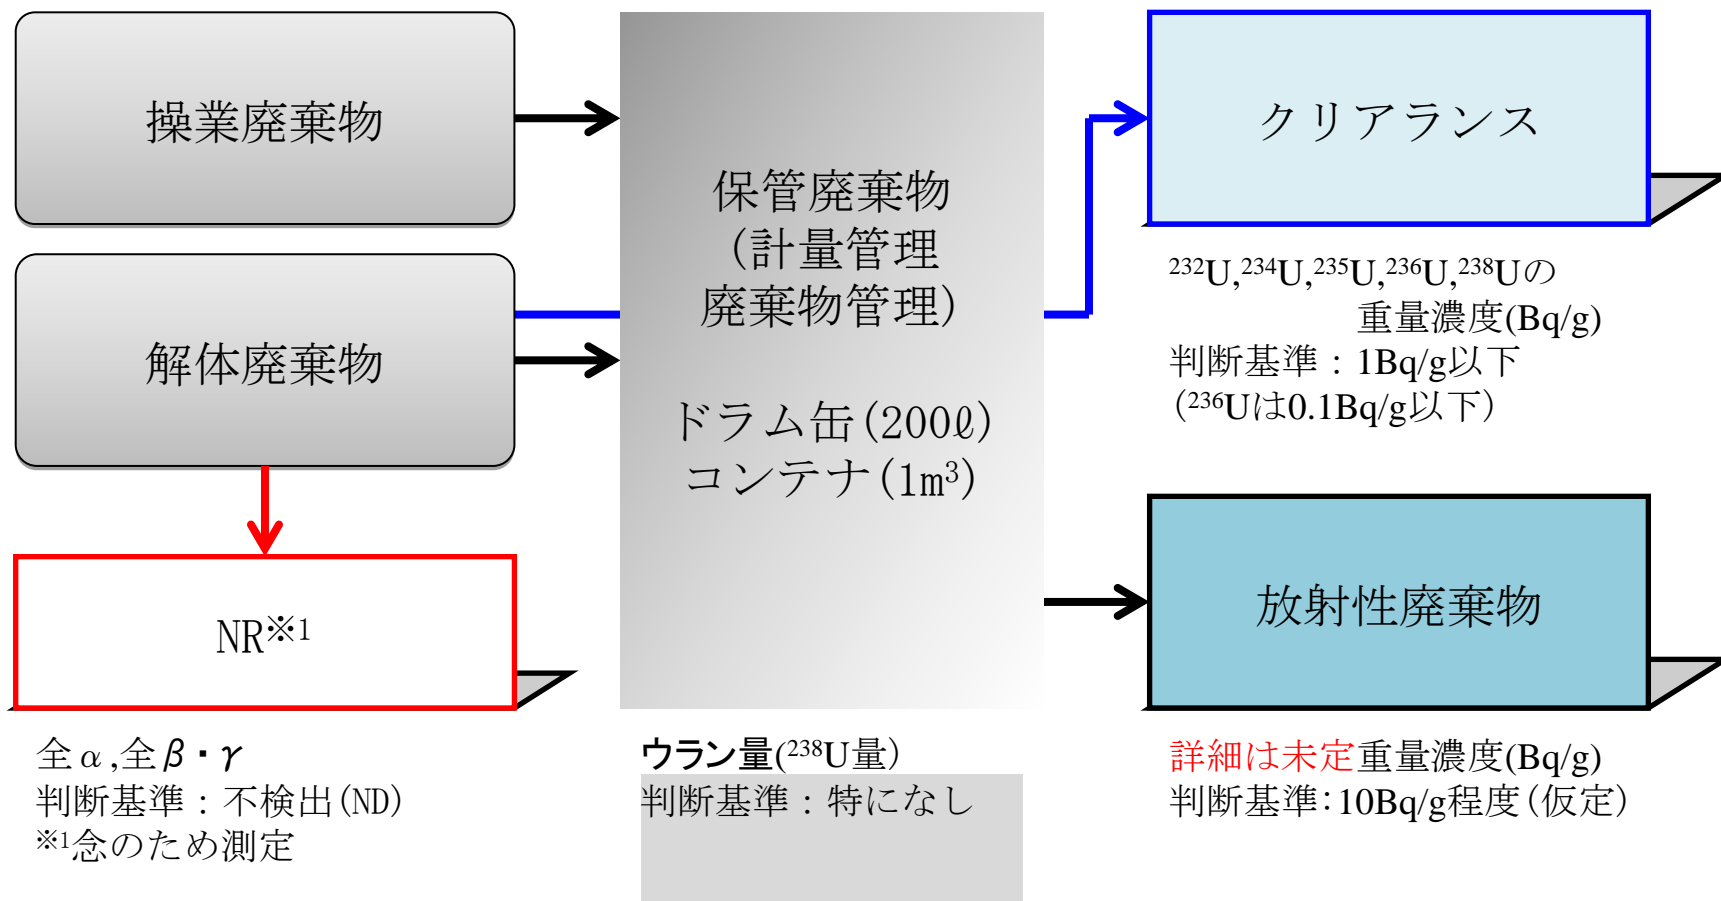 操業廃棄物
解体廃棄物
NR※1
全α,全β・γ
判断基準：不検出(ND)
※1念のため測定
保管廃棄物
(計量管理
廃棄物管理)
ドラム缶(200ℓ)
コンテナ(1m³)
ウラン量(²³⁸U量)
判断基準：特になし
クリアランス
²³²U,²³⁴U,²³⁵U,²³⁶U,²³⁸Uの
重量濃度(Bq/g)
判断基準：1Bq/g以下
(²³⁶Uは0.1Bq/g以下)
放射性廃棄物
詳細は未定重量濃度(Bq/g)
判断基準：10Bq/g程度(仮定)